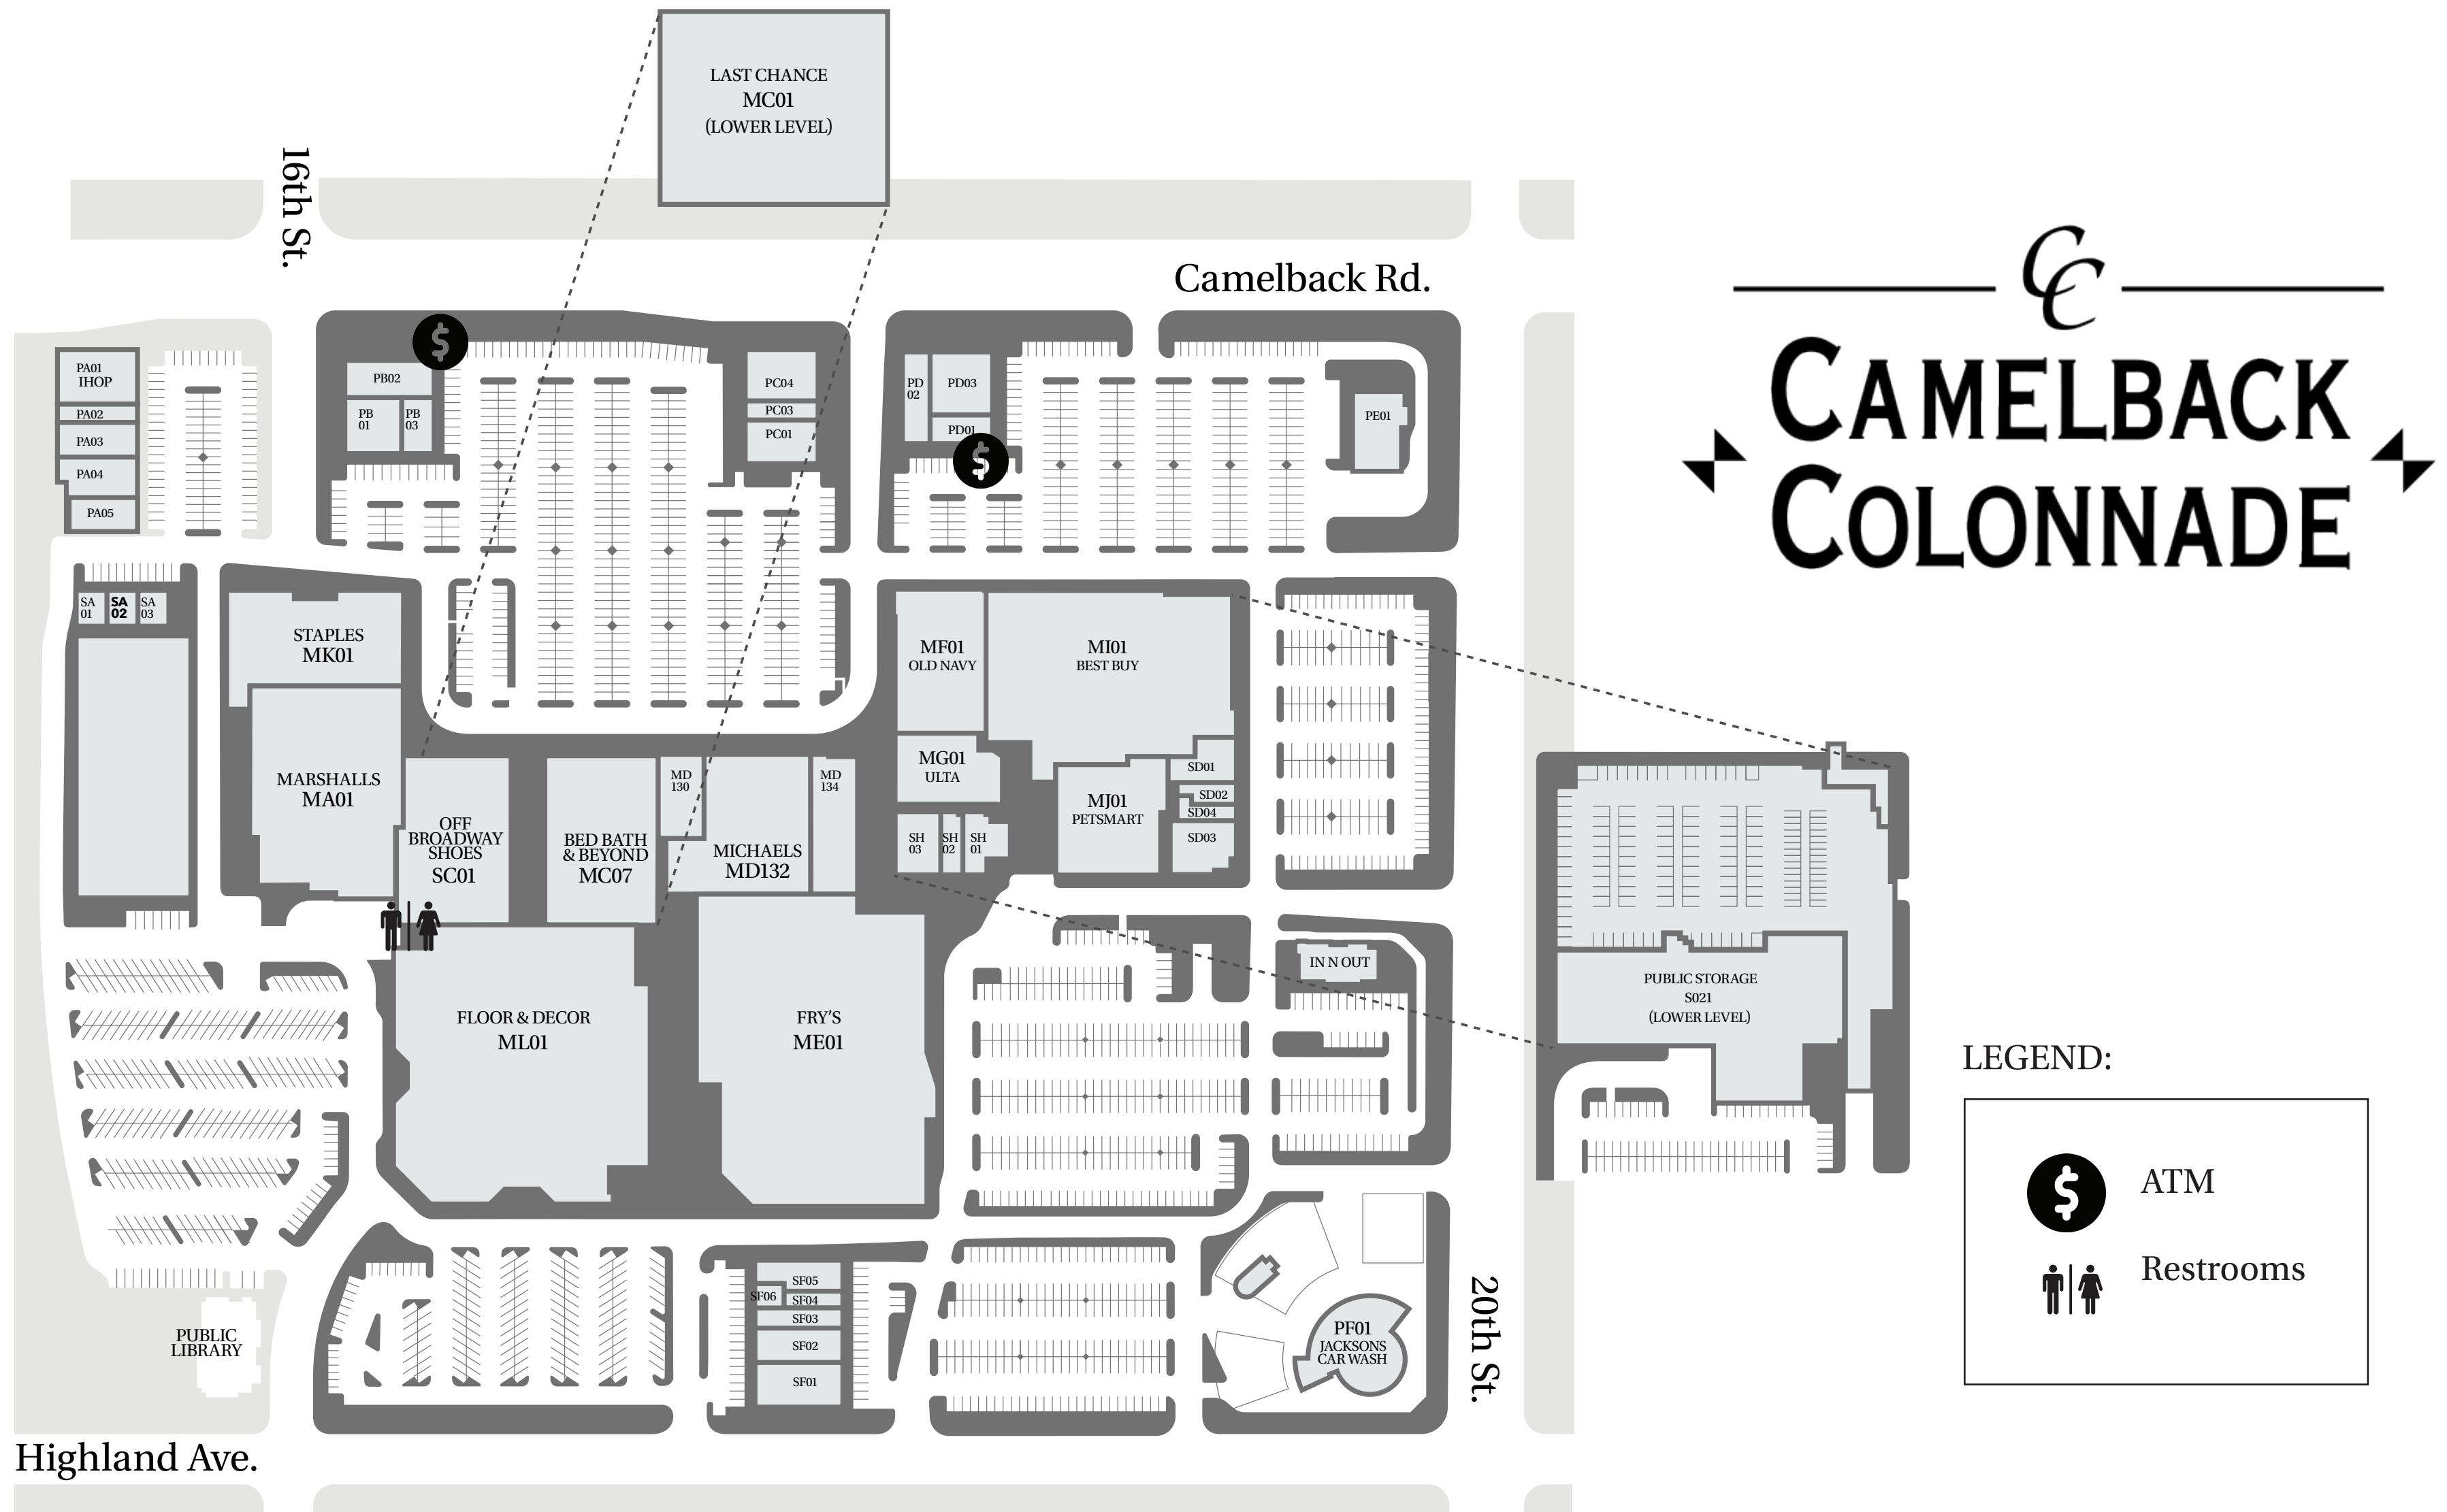 LAST CHANCE
MC01
(LOWER LEVEL)
16th St.
Camelback Rd.
CC
CAMELBACK
COLONNADE
PA01
IHOP
PA02
PA03
PA04
PA05
$
PB02
PB
01
PB
03
PC04
PC03
PC01
PD
02
PD03
PD01
$
PE01
SA
01
SA
02
SA
03
STAPLES
MK01
MARSHALLS
MA01
OFF
BROADWAY
SHOES
SC01
BED BATH
& BEYOND
MC07
MD
130
MICHAELS
MD132
MD
134
MF01
OLD NAVY
MI01
BEST BUY
MG01
ULTA
SH
03
SH
02
SH
01
MJ01
PETSMART
SD01
SD02
SD04
SD03
FLOOR & DECOR
ML01
FRY'S
ME01
IN N OUT
PUBLIC STORAGE
S021
(LOWER LEVEL)
SF05
SF06
SF04
SF03
SF02
SF01
PF01
JACKSONS
CAR WASH
20th St.
PUBLIC
LIBRARY
Highland Ave.
LEGEND:
$
ATM
Restrooms